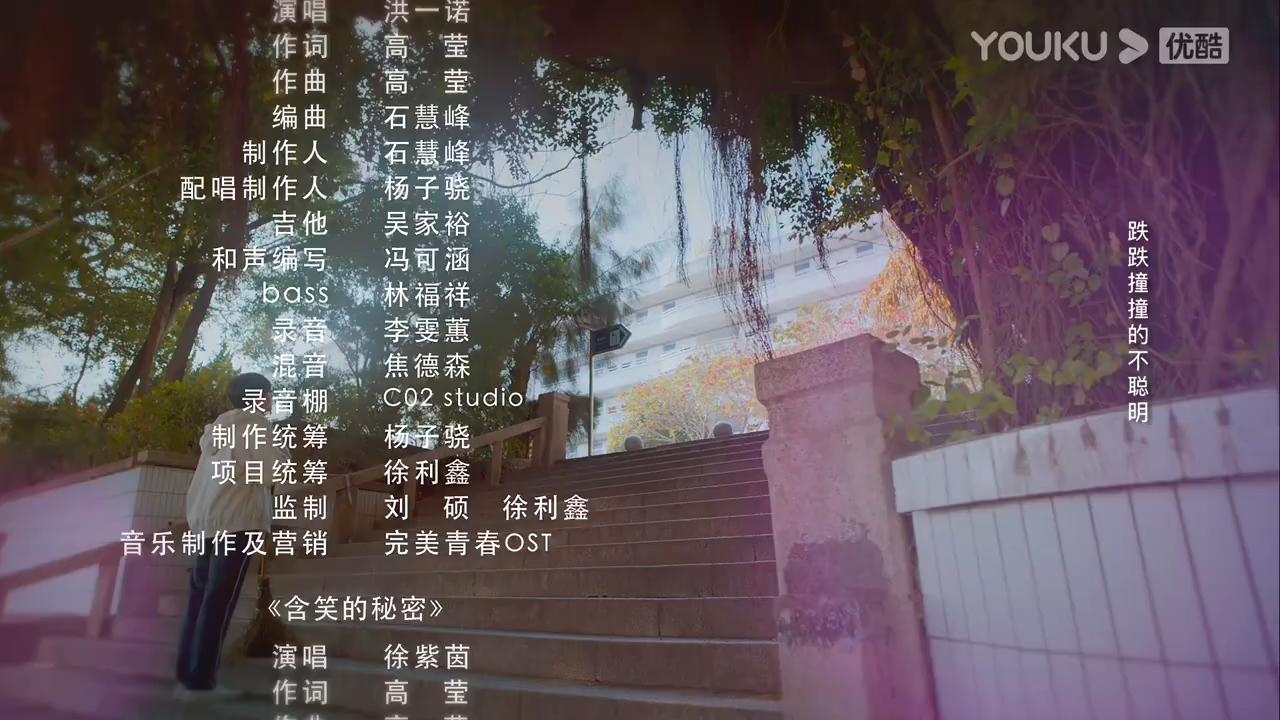 演唱 洪一诺
作词 高 莹
作曲 高 莹
编曲 石慧峰
制作人 石慧峰
配唱制作人 杨子骁
吉他 吴家裕
和声编写 冯可涵
bass 林福祥
录音 李雯蕙
混音 焦德森
录音棚 C02 studio
制作统筹 杨子骁
项目统筹 徐利鑫
监制 刘 硕 徐利鑫
音乐制作及营销 完美青春OST
《含笑的秘密》
演唱 徐紫茵
作词 高 莹
YOUKU 优酷
跌跌撞撞的不聪明